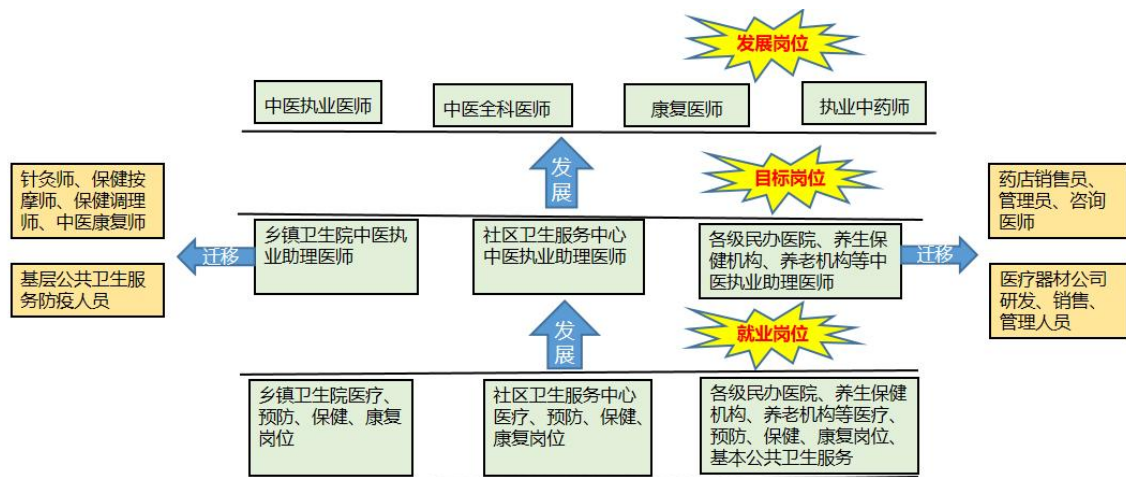 发展岗位
中医执业医师
中医全科医师
康复医师
执业中药师
发
展
目标岗位
针灸师、保健按
摩师、保健调理
师、中医康复师
基层公共卫生服
务防疫人员
迁移
乡镇卫生院中医执
业助理医师
社区卫生服务中心
中医执业助理医师
各级民办医院、养生保
健机构、养老机构等中
医执业助理医师
迁移
药店销售员、
管理员、咨询
医师
医疗器材公司
研发、销售、
管理人员
发
展
就业岗位
乡镇卫生院医疗、
预防、保健、康复
岗位
社区卫生服务中心
医疗、预防、保健、
康复岗位
各级民办医院、养生保健
机构、养老机构等医疗、
预防、保健、康复岗位、
基本公共卫生服务